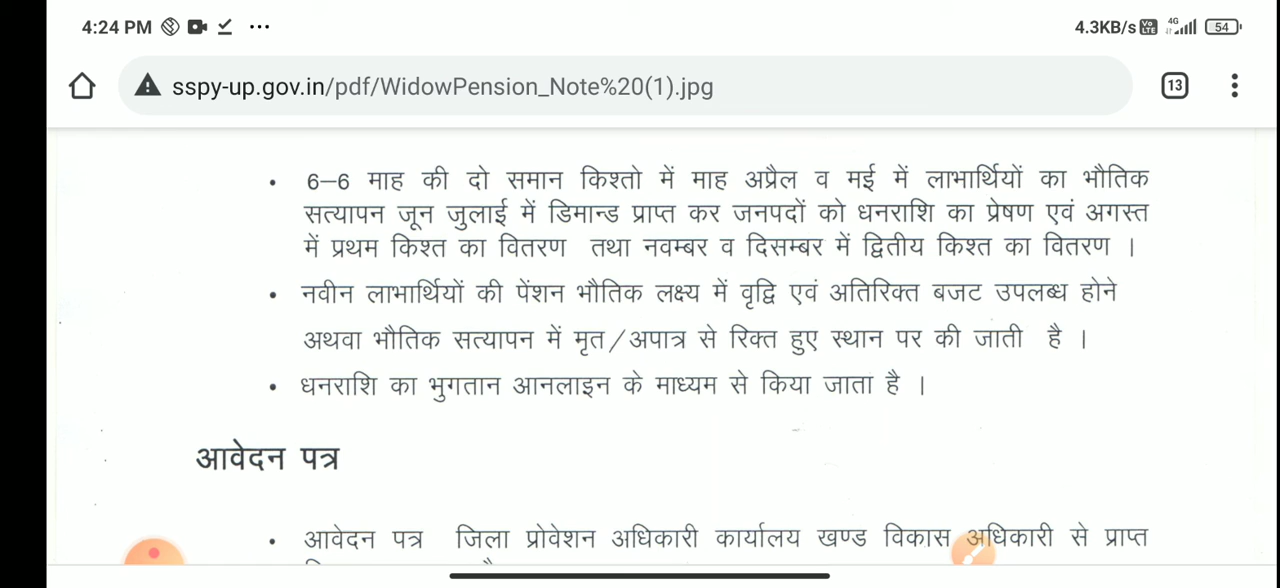 4:24 PM ... 4.3KB/s Vo LTE 4G 54
sspy-up.gov.in/pdf/WidowPension_Note%20(1).jpg 13
• 6–6 माह की दो समान किश्तो में माह अप्रैल व मई में लाभार्थियों का भौतिक
सत्यापन जून जुलाई में डिमान्ड प्राप्त कर जनपदों को धनराशि का प्रेषण एवं अगस्त
में प्रथम किश्त का वितरण तथा नवम्बर व दिसम्बर में द्वितीय किश्त का वितरण ।
• नवीन लाभार्थियों की पेंशन भौतिक लक्ष्य में वृद्वि एवं अतिरिक्त बजट उपलब्ध होने
अथवा भौतिक सत्यापन में मृत/अपात्र से रिक्त हुए स्थान पर की जाती है ।
• धनराशि का भुगतान आनलाइन के माध्यम से किया जाता है ।
आवेदन पत्र
• आवेदन पत्र जिला प्रोवेशन अधिकारी कार्यालय खण्ड विकास अधिकारी से प्राप्त